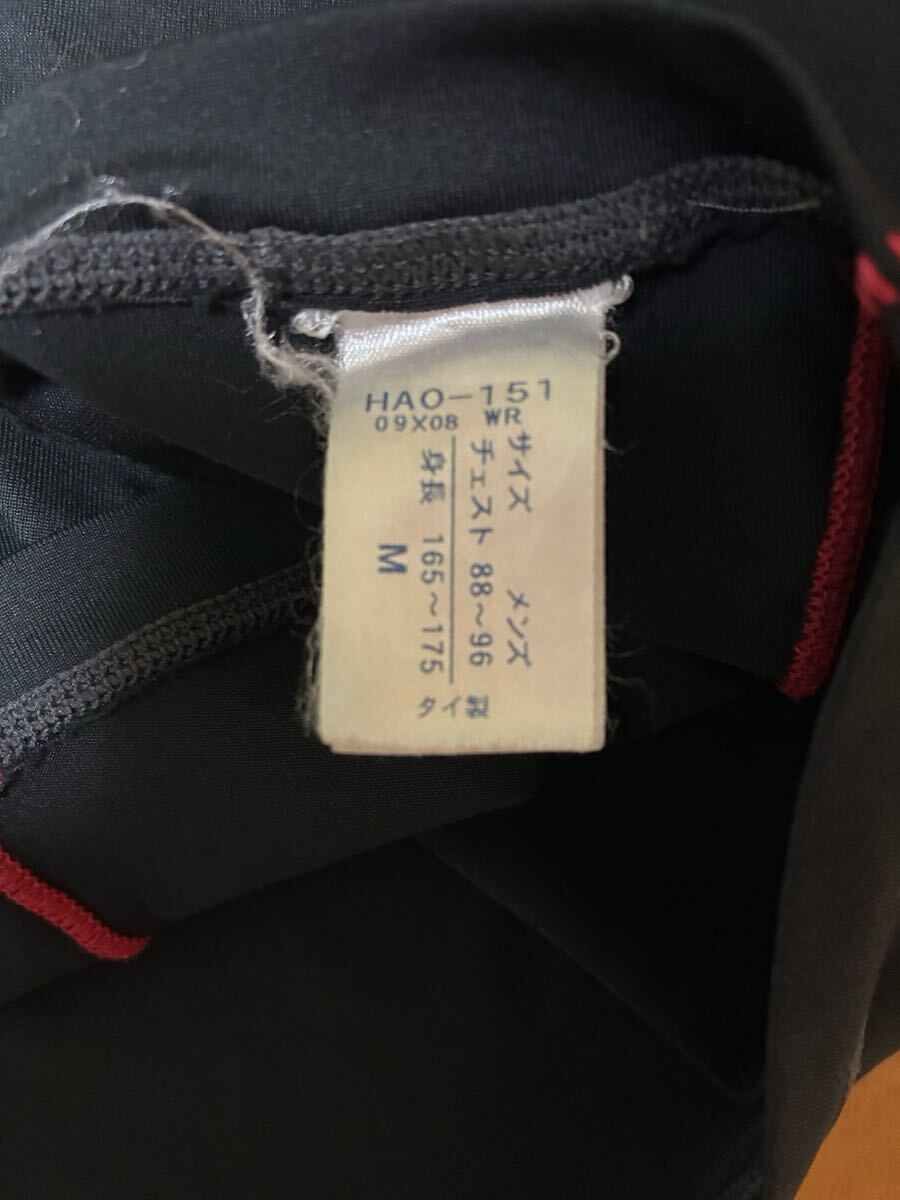 HAO-151
09X08 WR
サイズ メンズ
チェスト 88~96
身長 165~175
M
タイ製